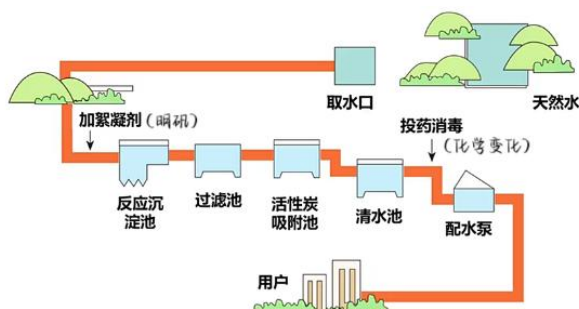 取水口
天然水
加絮凝剂(明矾)
投药消毒
(化学变化)
反应沉
淀池
过滤池
活性炭
吸附池
清水池
配水泵
用户